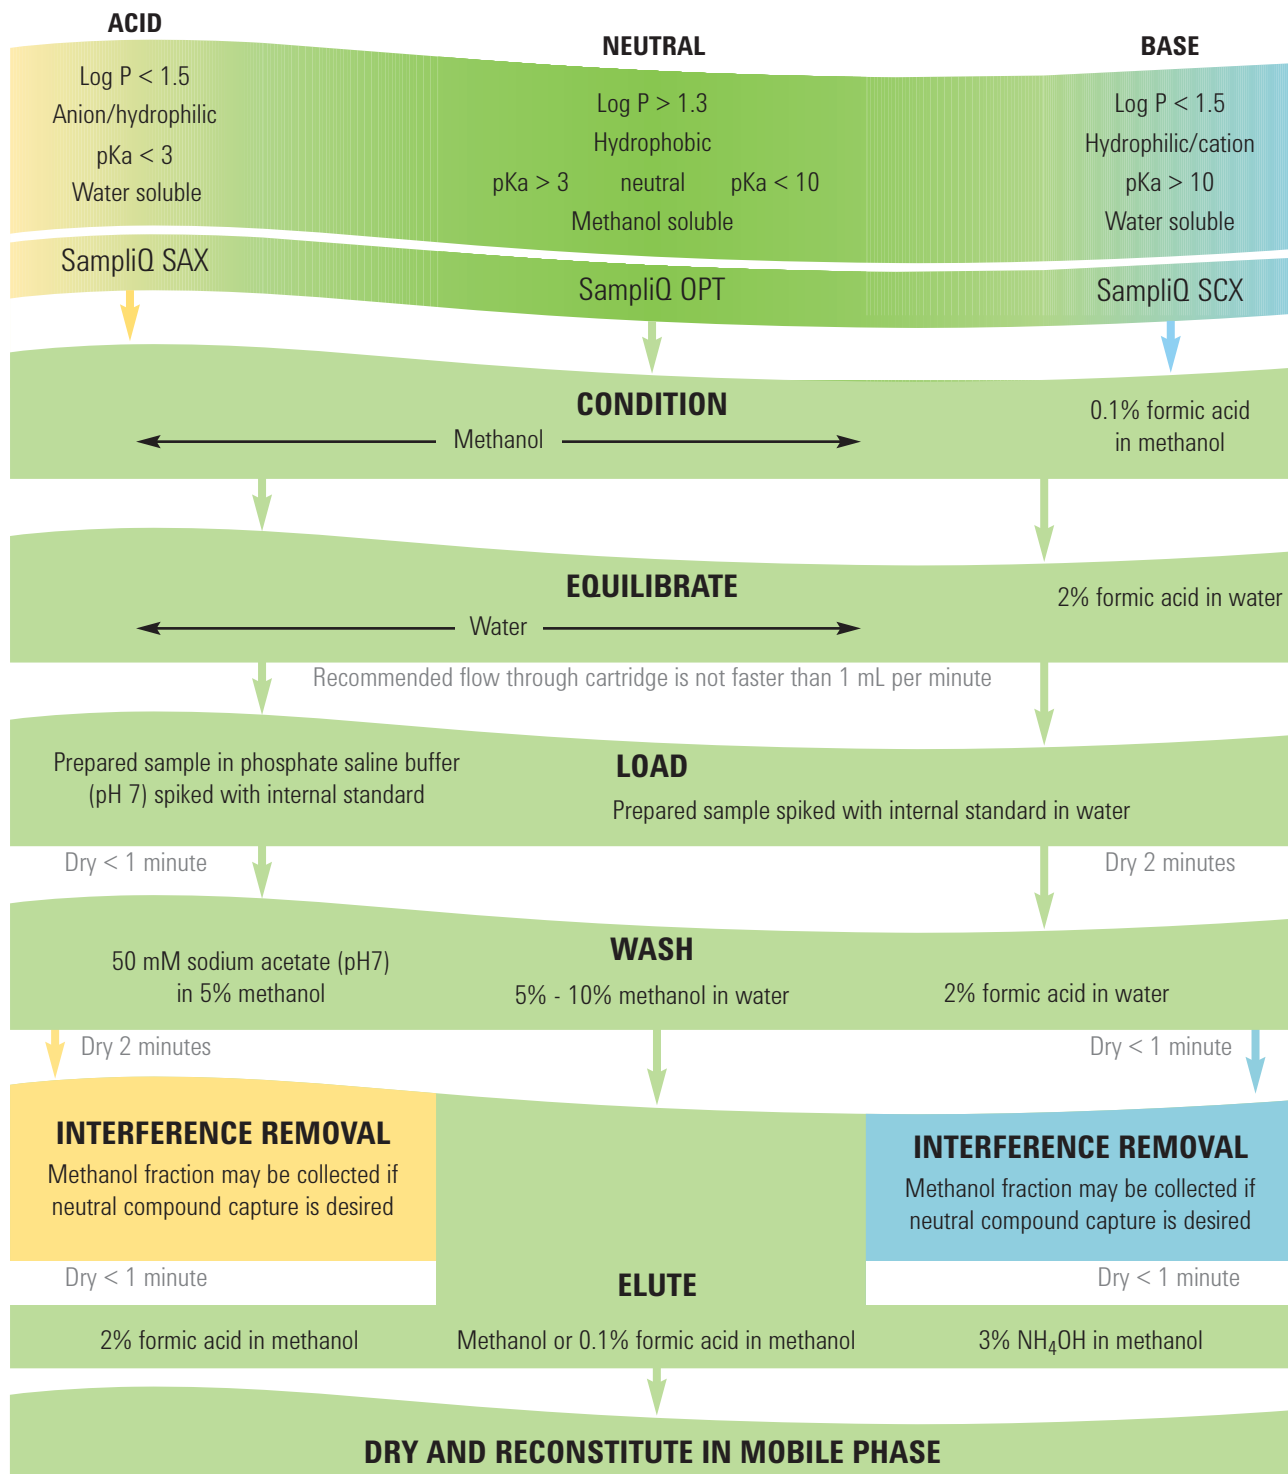 ACID
NEUTRAL
BASE
Log P < 1.5
Anion/hydrophilic
pKa < 3
Water soluble
Log P > 1.3
Hydrophobic
pKa > 3 neutral pKa < 10
Methanol soluble
Log P < 1.5
Hydrophilic/cation
pKa > 10
Water soluble
SampliQ SAX
SampliQ OPT
SampliQ SCX
CONDITION
Methanol
0.1% formic acid
in methanol
EQUILIBRATE
Water
2% formic acid in water
Recommended flow through cartridge is not faster than 1 mL per minute
Prepared sample in phosphate saline buffer
(pH 7) spiked with internal standard
LOAD
Prepared sample spiked with internal standard in water
Dry < 1 minute
Dry 2 minutes
WASH
50 mM sodium acetate (pH7)
in 5% methanol
5% - 10% methanol in water
2% formic acid in water
Dry 2 minutes
Dry < 1 minute
INTERFERENCE REMOVAL
Methanol fraction may be collected if
neutral compound capture is desired
INTERFERENCE REMOVAL
Methanol fraction may be collected if
neutral compound capture is desired
Dry < 1 minute
Dry < 1 minute
ELUTE
2% formic acid in methanol
Methanol or 0.1% formic acid in methanol
3% NH₄OH in methanol
DRY AND RECONSTITUTE IN MOBILE PHASE